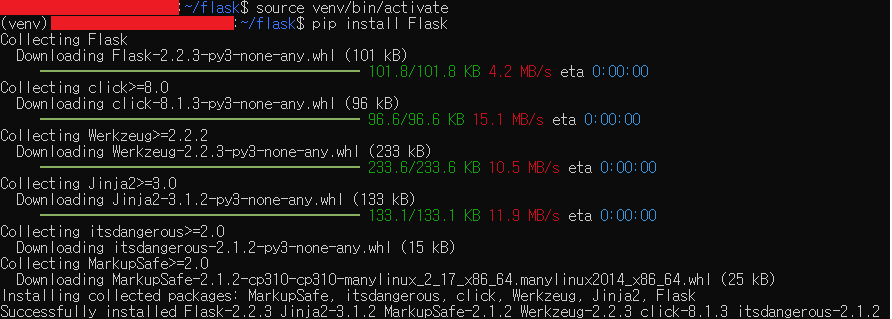 :~/flask$ source venv/bin/activate
(venv) :~/flask$ pip install Flask
Collecting Flask
Downloading Flask-2.2.3-py3-none-any.whl (101 kB)
101.8/101.8 KB 4.2 MB/s eta 0:00:00
Collecting click>=8.0
Downloading click-8.1.3-py3-none-any.whl (96 kB)
96.6/96.6 KB 15.1 MB/s eta 0:00:00
Collecting Werkzeug>=2.2.2
Downloading Werkzeug-2.2.3-py3-none-any.whl (233 kB)
233.6/233.6 KB 10.5 MB/s eta 0:00:00
Collecting Jinja2>=3.0
Downloading Jinja2-3.1.2-py3-none-any.whl (133 kB)
133.1/133.1 KB 11.9 MB/s eta 0:00:00
Collecting itsdangerous>=2.0
Downloading itsdangerous-2.1.2-py3-none-any.whl (15 kB)
Collecting MarkupSafe>=2.0
Downloading MarkupSafe-2.1.2-cp310-cp310-manylinux_2_17_x86_64.manylinux2014_x86_64.whl (25 kB)
Installing collected packages: MarkupSafe, itsdangerous, click, Werkzeug, Jinja2, Flask
Successfully installed Flask-2.2.3 Jinja2-3.1.2 MarkupSafe-2.1.2 Werkzeug-2.2.3 click-8.1.3 itsdangerous-2.1.2